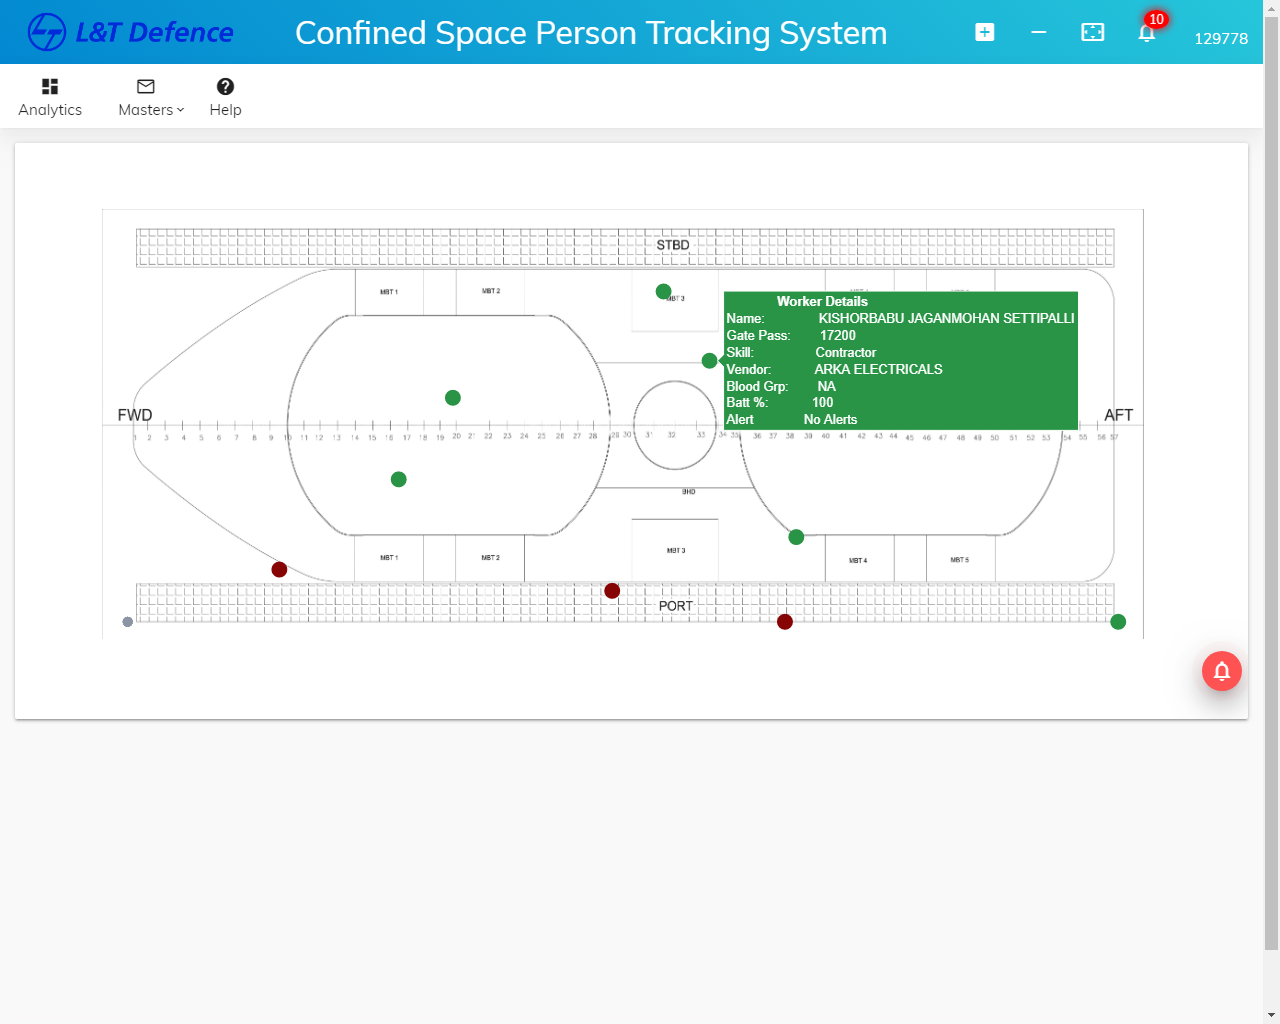 L&T Defence
Confined Space Person Tracking System
10
129778
Analytics
Masters
Help
STBD
MBT 1
MBT 2
MBT 3
Worker Details
Name: KISHORBABU JAGANMOHAN SETTIPALLI
Gate Pass: 17200
Skill: Contractor
Vendor: ARKA ELECTRICALS
Blood Grp: NA
Batt %: 100
Alert No Alerts
FWD
AFT
1 2 3 4 5 6 7 8 9 10 11 12 13 14 15 16 17 18 19 20 21 22 23 24 25 26 27 28 29 30 31 32 33 34 35 36 37 38 39 40 41 42 43 44 45 46 47 48 49 50 51 52 53 54 55 56 57
BHD
MBT 1
MBT 2
MBT 3
MBT 4
MBT 5
PORT